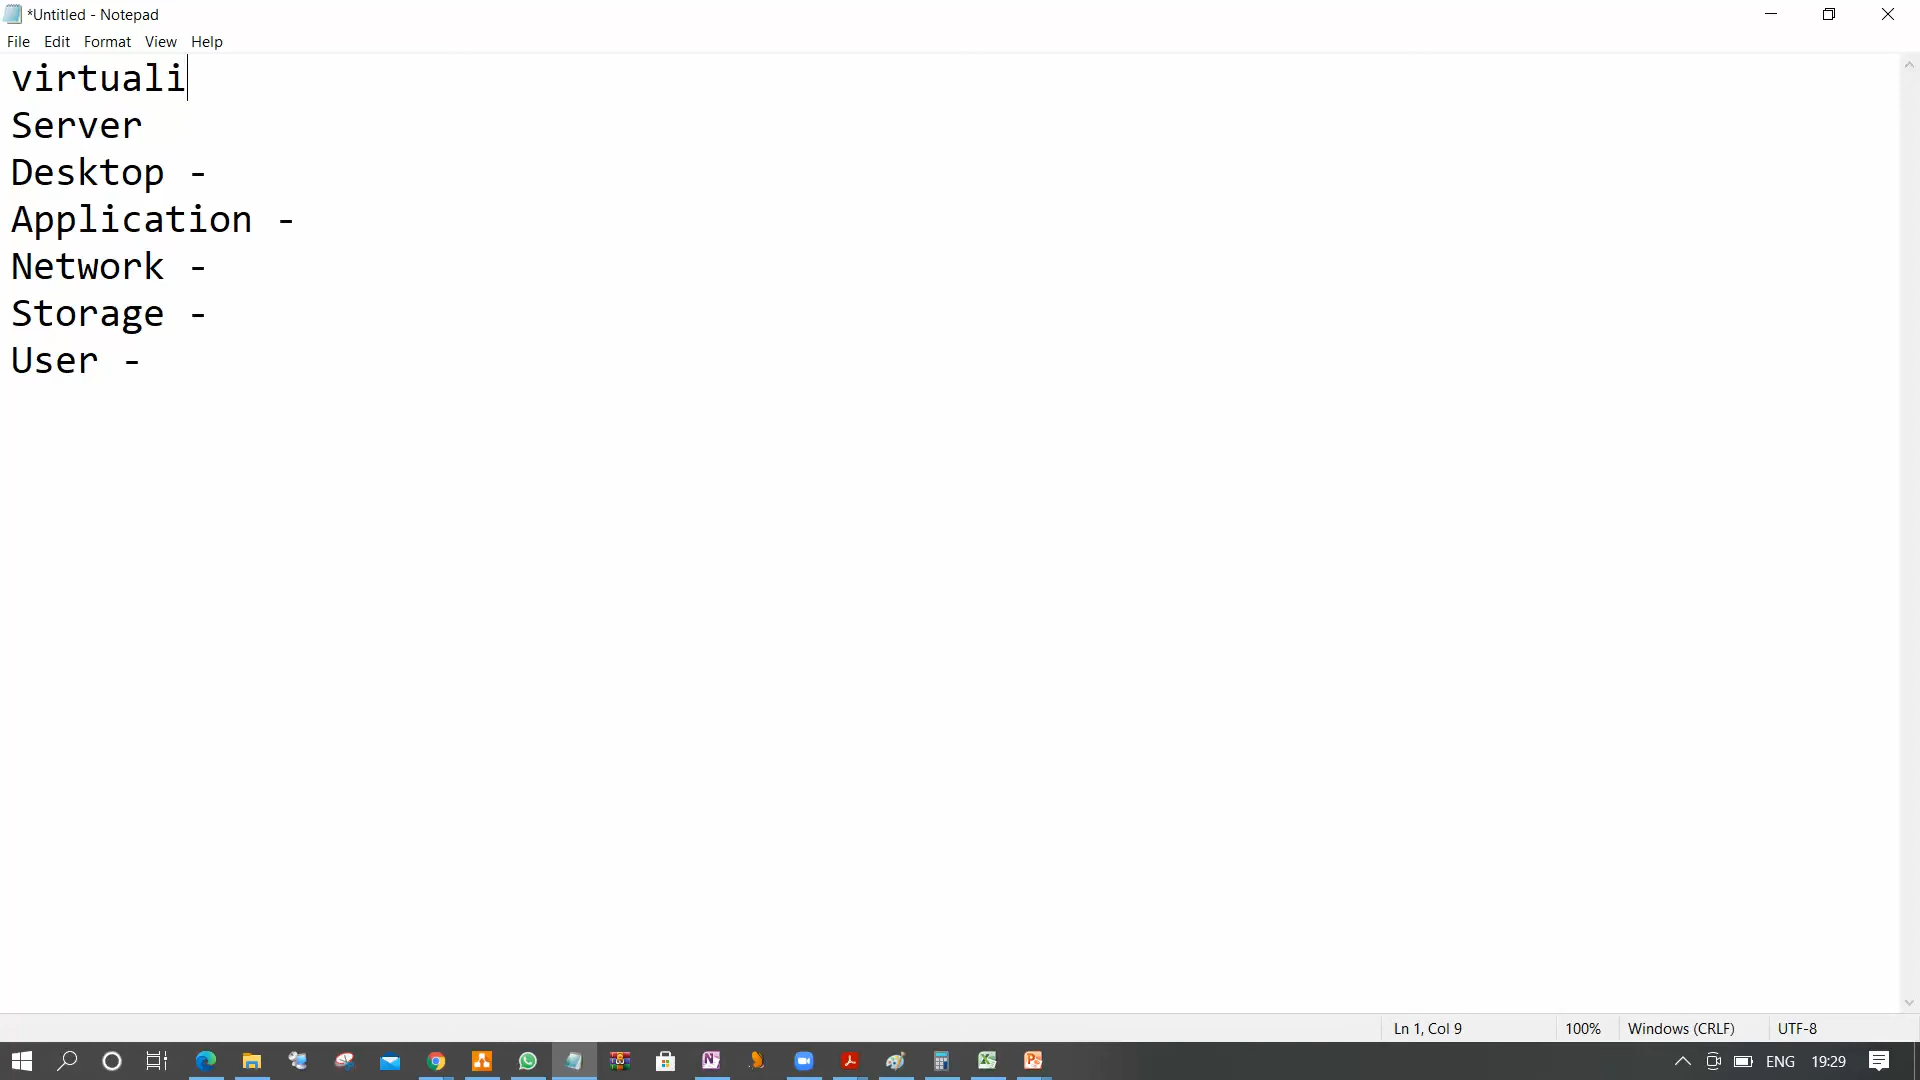 *Untitled - Notepad
File Edit Format View Help
virtuali
Server
Desktop -
Application -
Network -
Storage -
User -
Ln 1, Col 9 100% Windows (CRLF) UTF-8
ENG 19:29